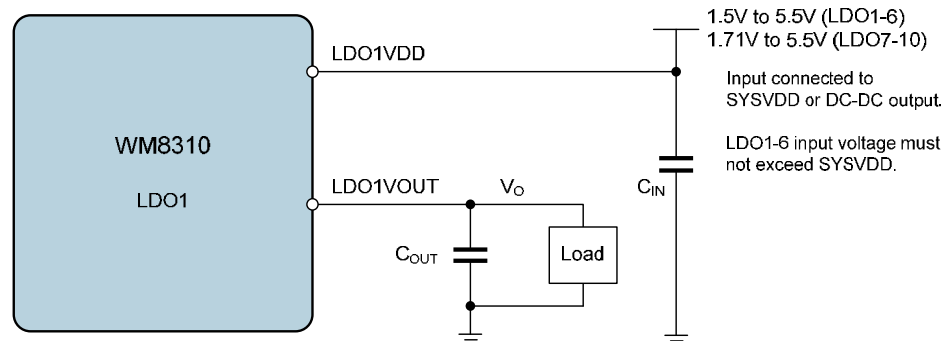 1.5V to 5.5V (LDO1-6)
1.71V to 5.5V (LDO7-10)
LDO1VDD
Input connected to
SYSVDD or DC-DC output.
WM8310
LDO1-6 input voltage must
not exceed SYSVDD.
LDO1
LDO1VOUT
VO
CIN
COUT
Load